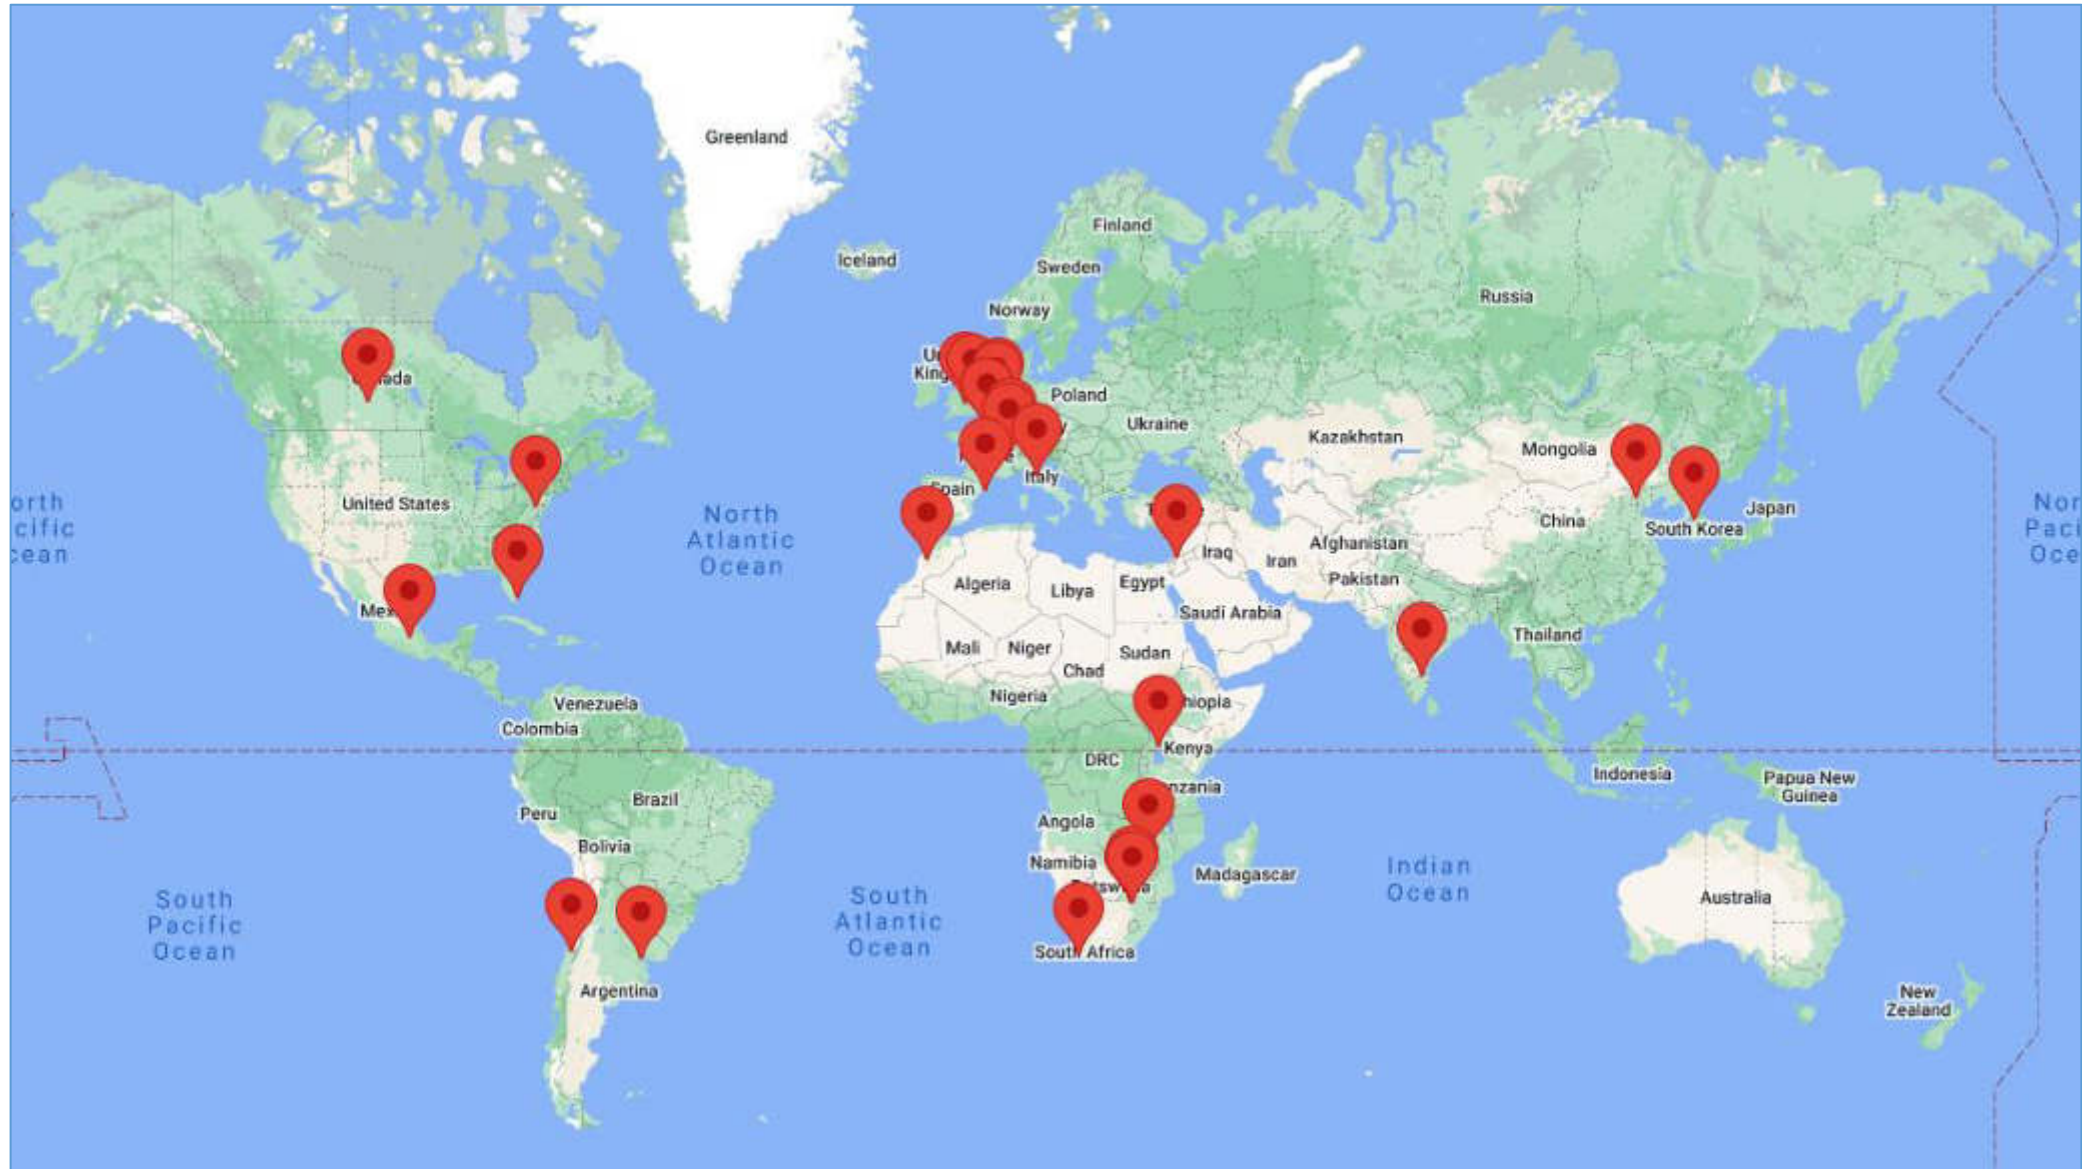 Greenland
Finland
Iceland
Sweden
Russia
Norway
Poland
Ukraine
Kazakhstan
Mongolia
Italy
United States
North
Atlantic
Ocean
China
South Korea
Japan
Iraq
Iran
Afghanistan
Pakistan
Algeria
Libya
Egypt
Saudi Arabia
Mali
Niger
Chad
Sudan
Thailand
Nigeria
Venezuela
Colombia
Kenya
DRC
Indonesia
Papua New
Guinea
Brazil
Peru
Angola
Bolivia
Namibia
Madagascar
Indian
Ocean
Australia
South
Pacific
Ocean
South
Atlantic
Ocean
South Africa
Argentina
New
Zealand